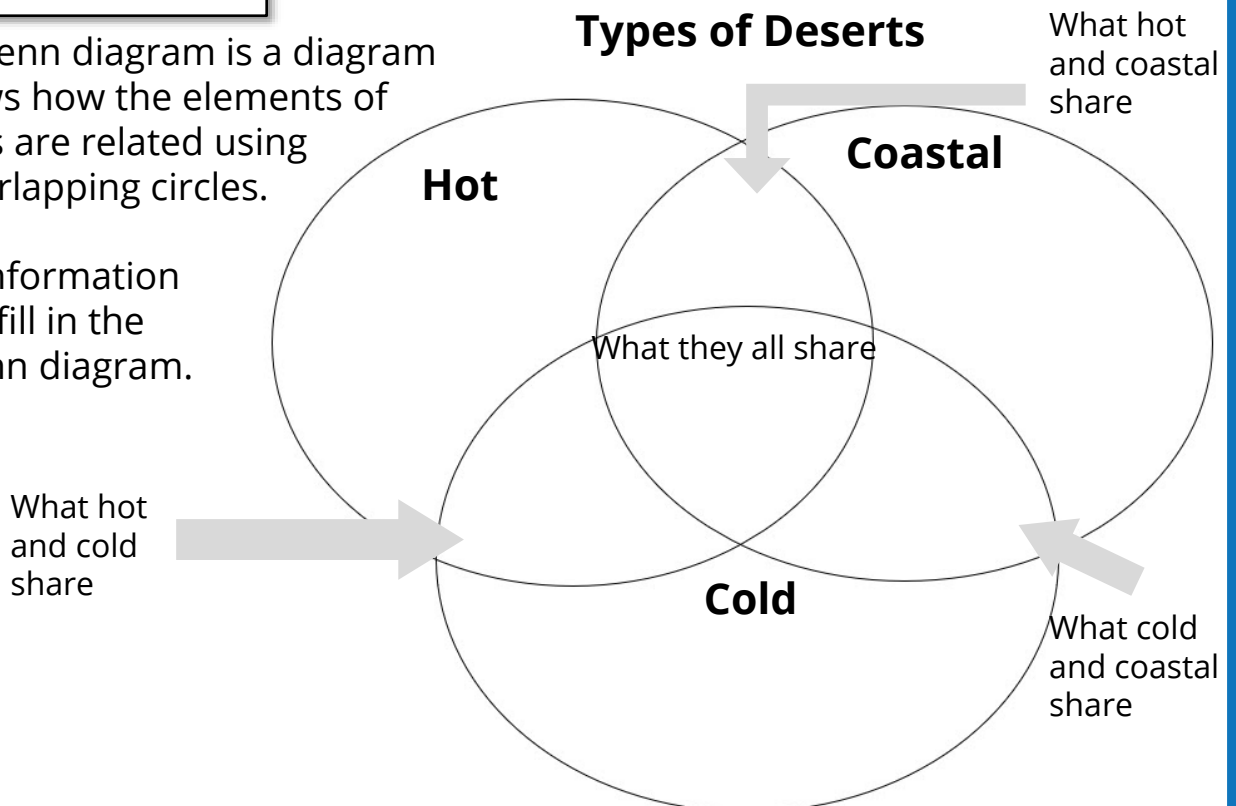 Types of Deserts
enn diagram is a diagram
s how the elements of
s are related using
rlapping circles.
nformation
fill in the
nn diagram.
Hot
Coastal
What hot
and coastal
share
What they all share
What hot
and cold
share
Cold
What cold
and coastal
share